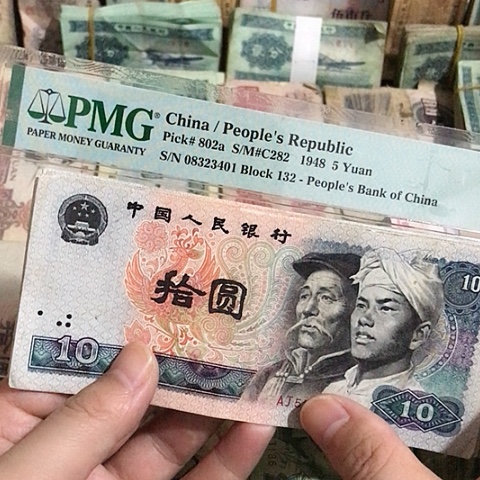 PMG®
PAPER MONEY GUARANTY
China / People's Republic
Pick# 802a S/M#C282 1948 5 Yuan
S/N 08323401 Block 132 - People's Bank of China
中国人民银行
拾圆
10
10
10